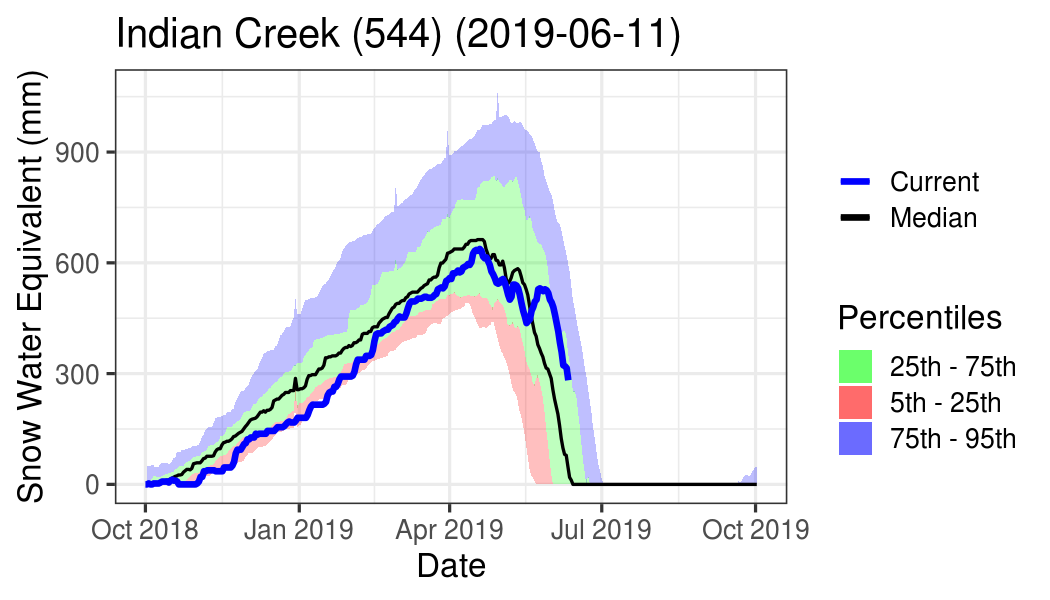 Indian Creek (544) (2019-06-11)
Snow Water Equivalent (mm)
900
600
300
0
Oct 2018
Jan 2019
Apr 2019
Jul 2019
Oct 2019
Date
Current
Median
Percentiles
25th - 75th
5th - 25th
75th - 95th